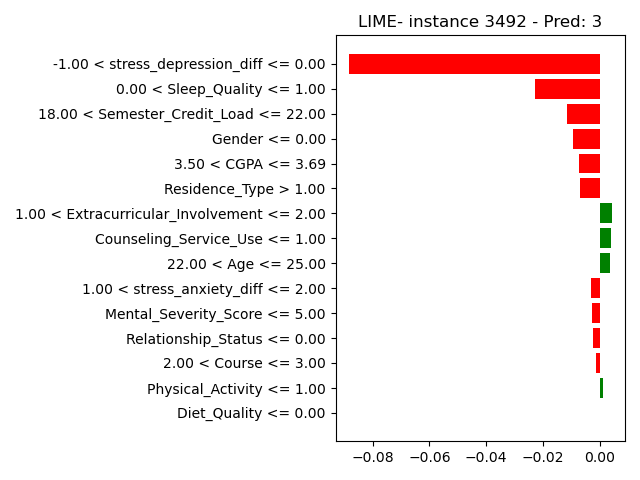 LIME- instance 3492 - Pred: 3
-1.00 < stress_depression_diff <= 0.00
0.00 < Sleep_Quality <= 1.00
18.00 < Semester_Credit_Load <= 22.00
Gender <= 0.00
3.50 < CGPA <= 3.69
Residence_Type > 1.00
1.00 < Extracurricular_Involvement <= 2.00
Counseling_Service_Use <= 1.00
22.00 < Age <= 25.00
1.00 < stress_anxiety_diff <= 2.00
Mental_Severity_Score <= 5.00
Relationship_Status <= 0.00
2.00 < Course <= 3.00
Physical_Activity <= 1.00
Diet_Quality <= 0.00
−0.08 −0.06 −0.04 −0.02 0.00